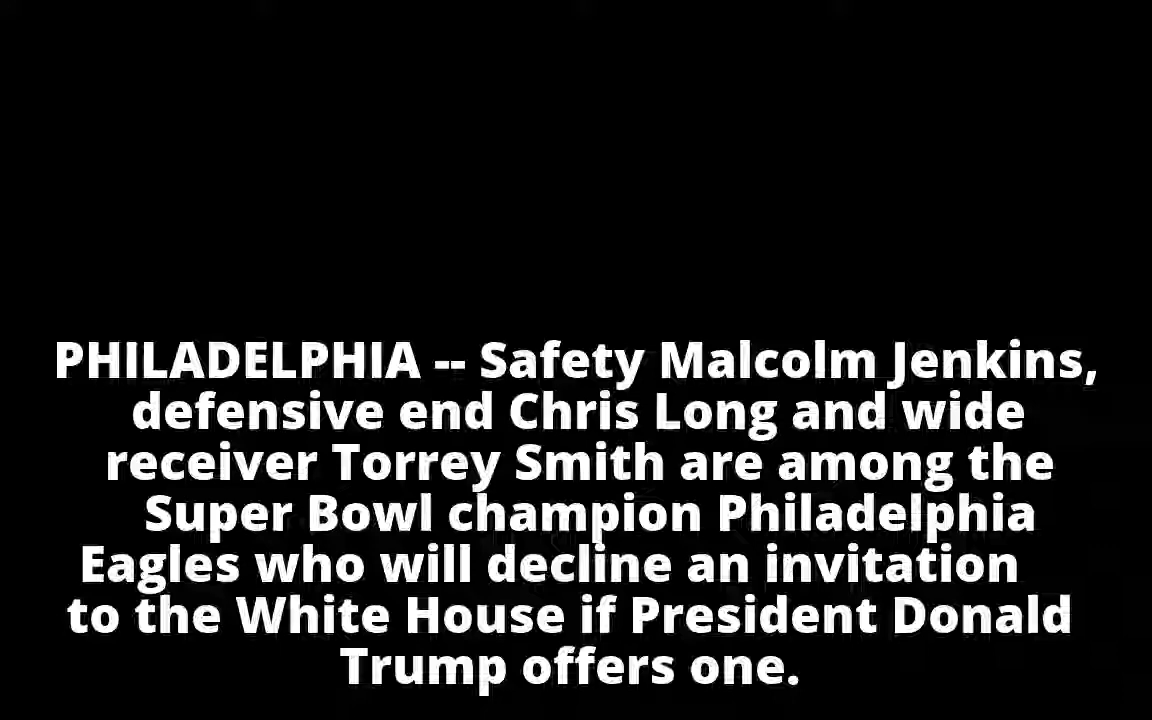 PHILADELPHIA -- Safety Malcolm Jenkins,
defensive end Chris Long and wide
receiver Torrey Smith are among the
Super Bowl champion Philadelphia
Eagles who will decline an invitation
to the White House if President Donald
Trump offers one.